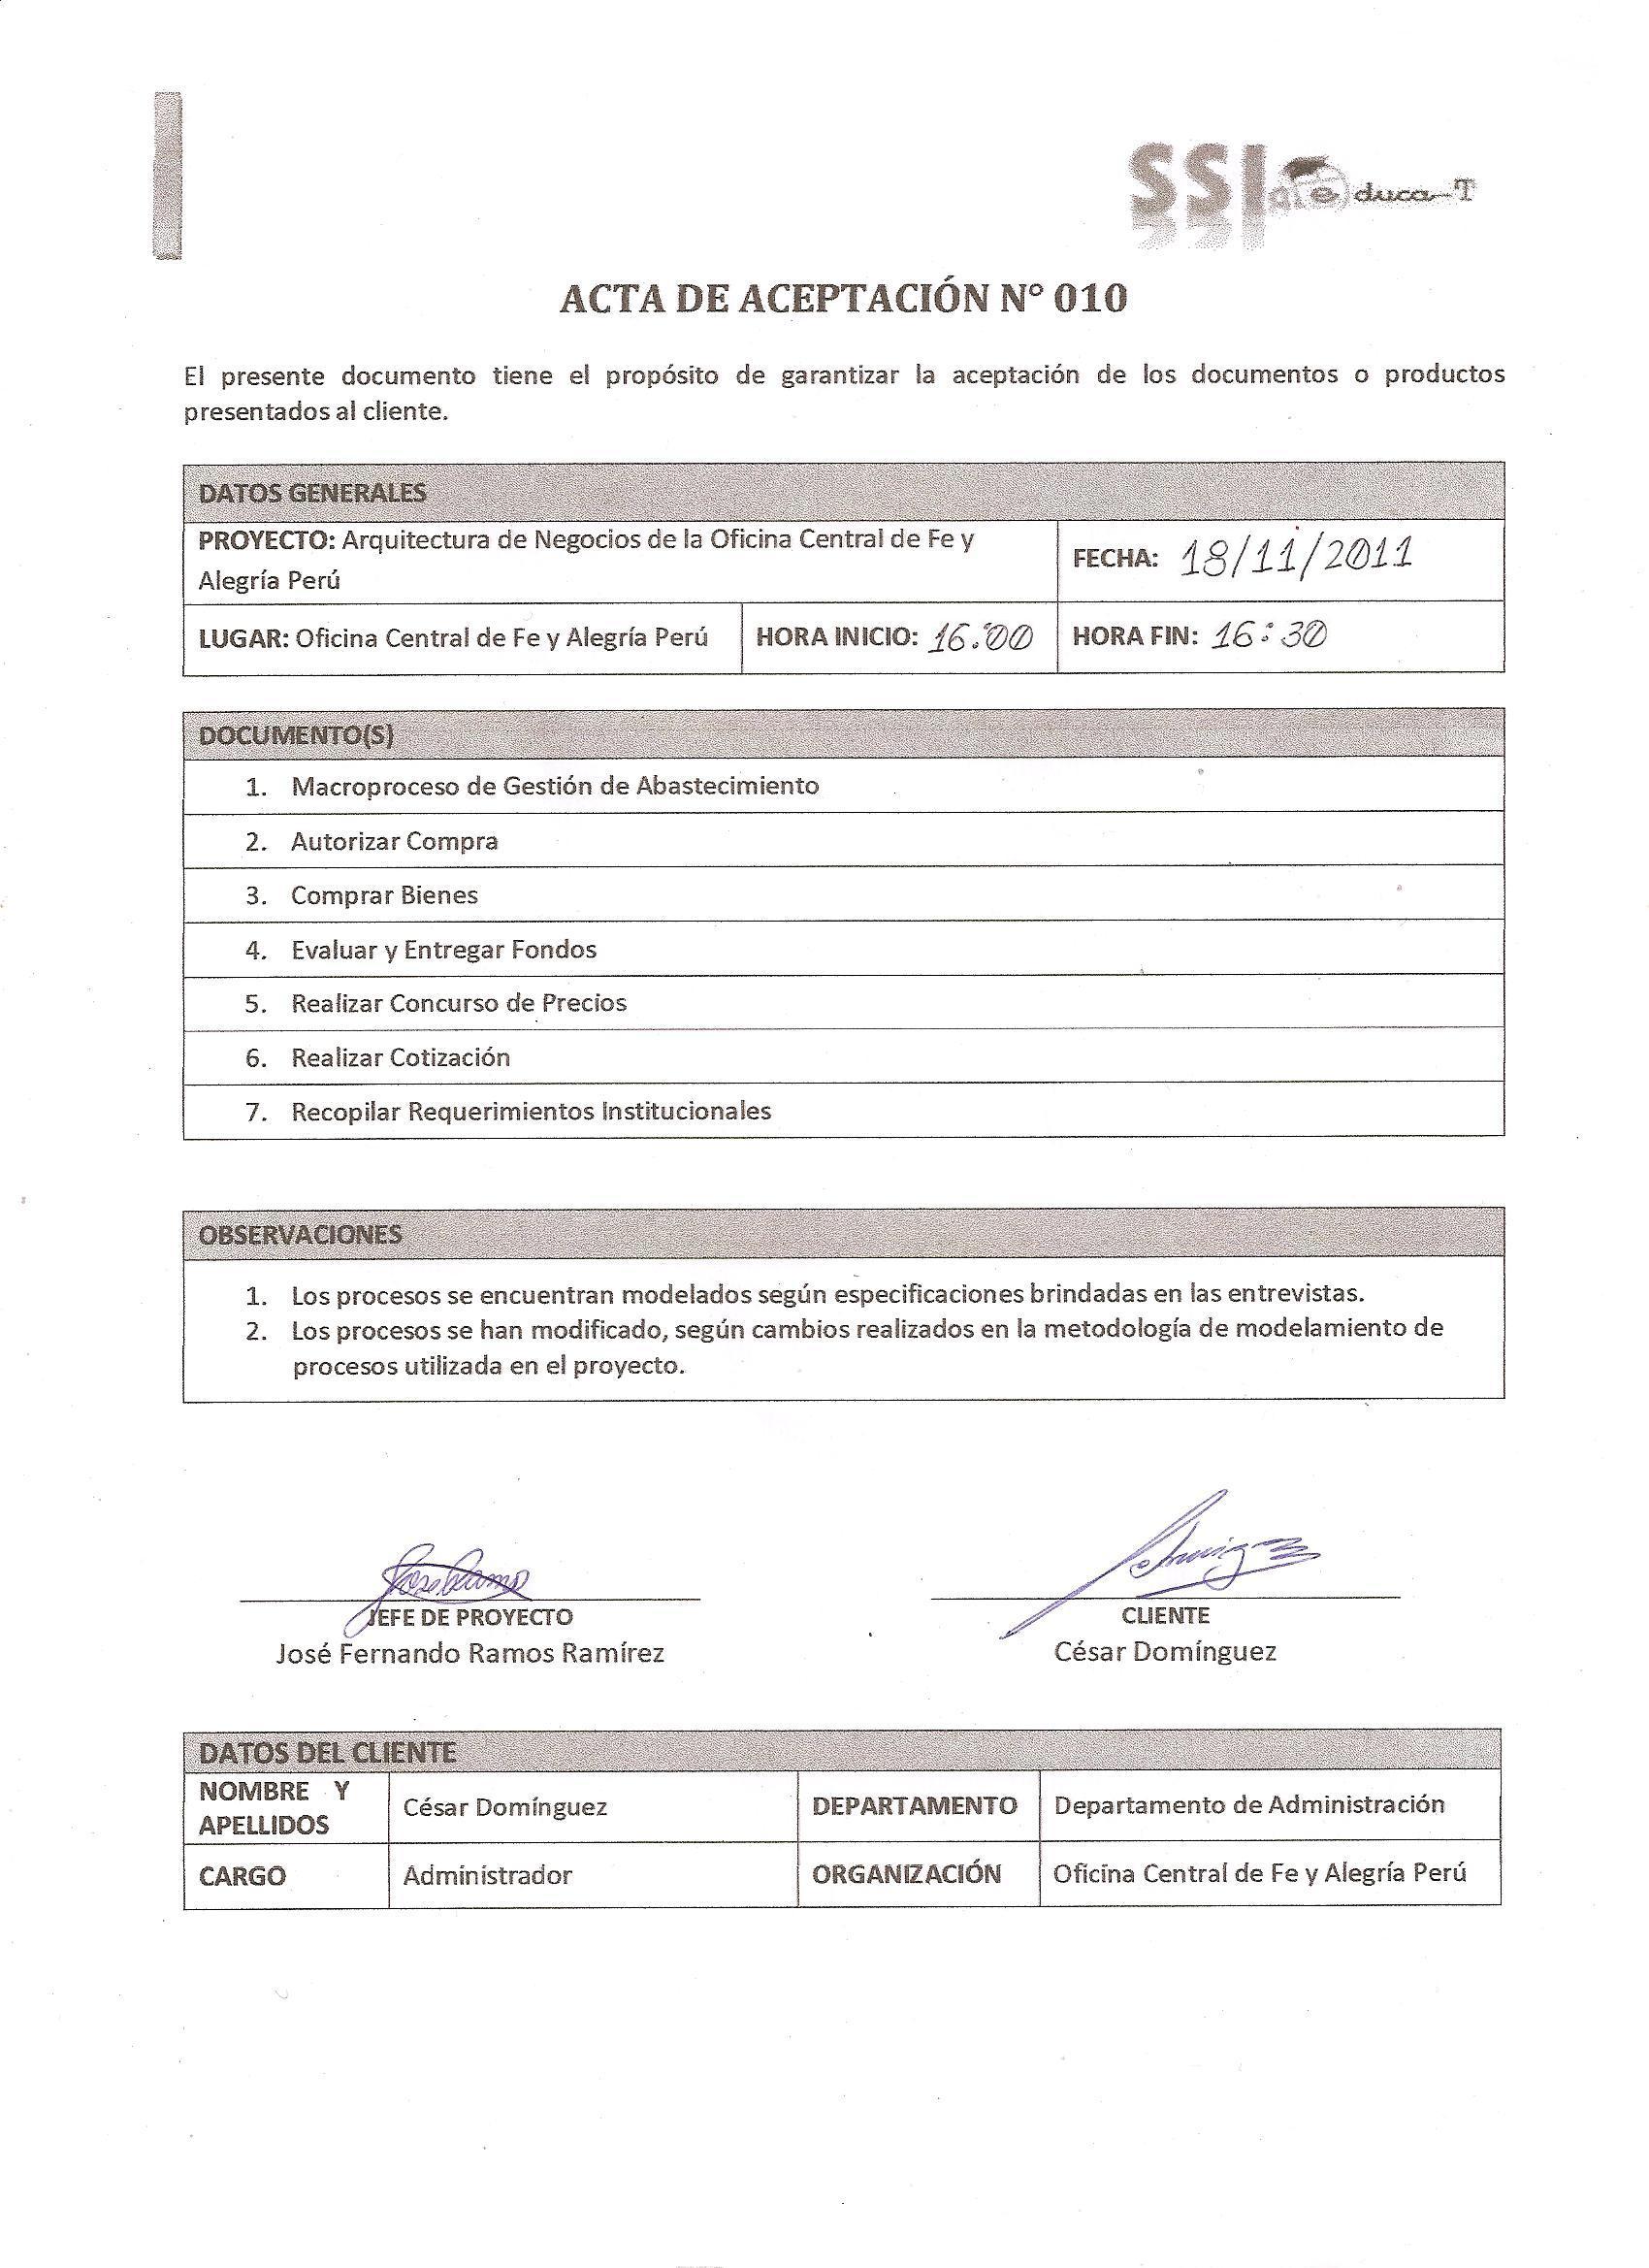 SSI educa-T
ACTA DE ACEPTACIÓN N° 010
El presente documento tiene el propósito de garantizar la aceptación de los documentos o productos
presentados al cliente.
DATOS GENERALES
PROYECTO: Arquitectura de Negocios de la Oficina Central de Fe y
Alegría Perú
FECHA: 18/11/2011
LUGAR: Oficina Central de Fe y Alegría Perú HORA INICIO: 16:00 HORA FIN: 16:30
DOCUMENTO(S)
1. Macroproceso de Gestión de Abastecimiento
2. Autorizar Compra
3. Comprar Bienes
4. Evaluar y Entregar Fondos
5. Realizar Concurso de Precios
6. Realizar Cotización
7. Recopilar Requerimientos Institucionales
OBSERVACIONES
1. Los procesos se encuentran modelados según especificaciones brindadas en las entrevistas.
2. Los procesos se han modificado, según cambios realizados en la metodología de modelamiento de
procesos utilizada en el proyecto.
JEFE DE PROYECTO
José Fernando Ramos Ramírez
CLIENTE
César Domínguez
DATOS DEL CLIENTE
NOMBRE Y
APELLIDOS
César Domínguez
DEPARTAMENTO
Departamento de Administración
CARGO
Administrador
ORGANIZACIÓN
Oficina Central de Fe y Alegría Perú